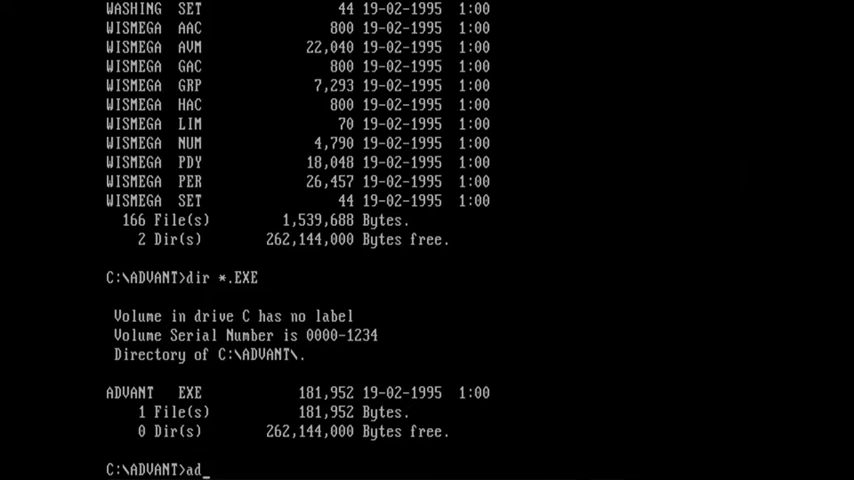 WASHING  SET                 44 19-02-1995  1:00
WISMEGA  AAC                800 19-02-1995  1:00
WISMEGA  AVM             22,040 19-02-1995  1:00
WISMEGA  GAC                800 19-02-1995  1:00
WISMEGA  GRP              7,293 19-02-1995  1:00
WISMEGA  HAC                800 19-02-1995  1:00
WISMEGA  LIM                 70 19-02-1995  1:00
WISMEGA  NUM              4,790 19-02-1995  1:00
WISMEGA  PDY             18,048 19-02-1995  1:00
WISMEGA  PER             26,457 19-02-1995  1:00
WISMEGA  SET                 44 19-02-1995  1:00
166 File(s)         1,539,688 Bytes.
2 Dir(s)        262,144,000 Bytes free.
C:\ADVANT>dir *.EXE
Volume in drive C has no label
Volume Serial Number is 0000-1234
Directory of C:\ADVANT\.
ADVANT   EXE            181,952 19-02-1995  1:00
1 File(s)           181,952 Bytes.
0 Dir(s)        262,144,000 Bytes free.
C:\ADVANT>ad_